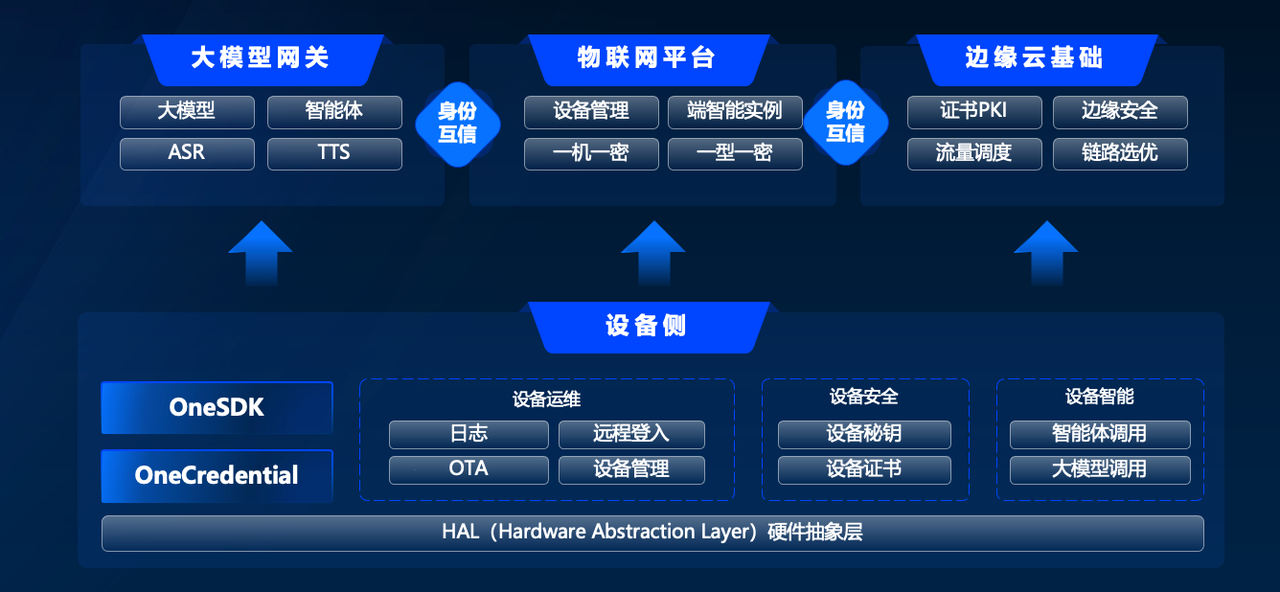 大模型网关
大模型
智能体
ASR
TTS
身份
互信
物联网平台
设备管理
端智能实例
一机一密
一型一密
身份
互信
边缘云基础
证书PKI
边缘安全
流量调度
链路选优
设备侧
OneSDK
OneCredential
设备运维
日志
远程登入
OTA
设备管理
设备安全
设备秘钥
设备证书
设备智能
智能体调用
大模型调用
HAL（Hardware Abstraction Layer）硬件抽象层